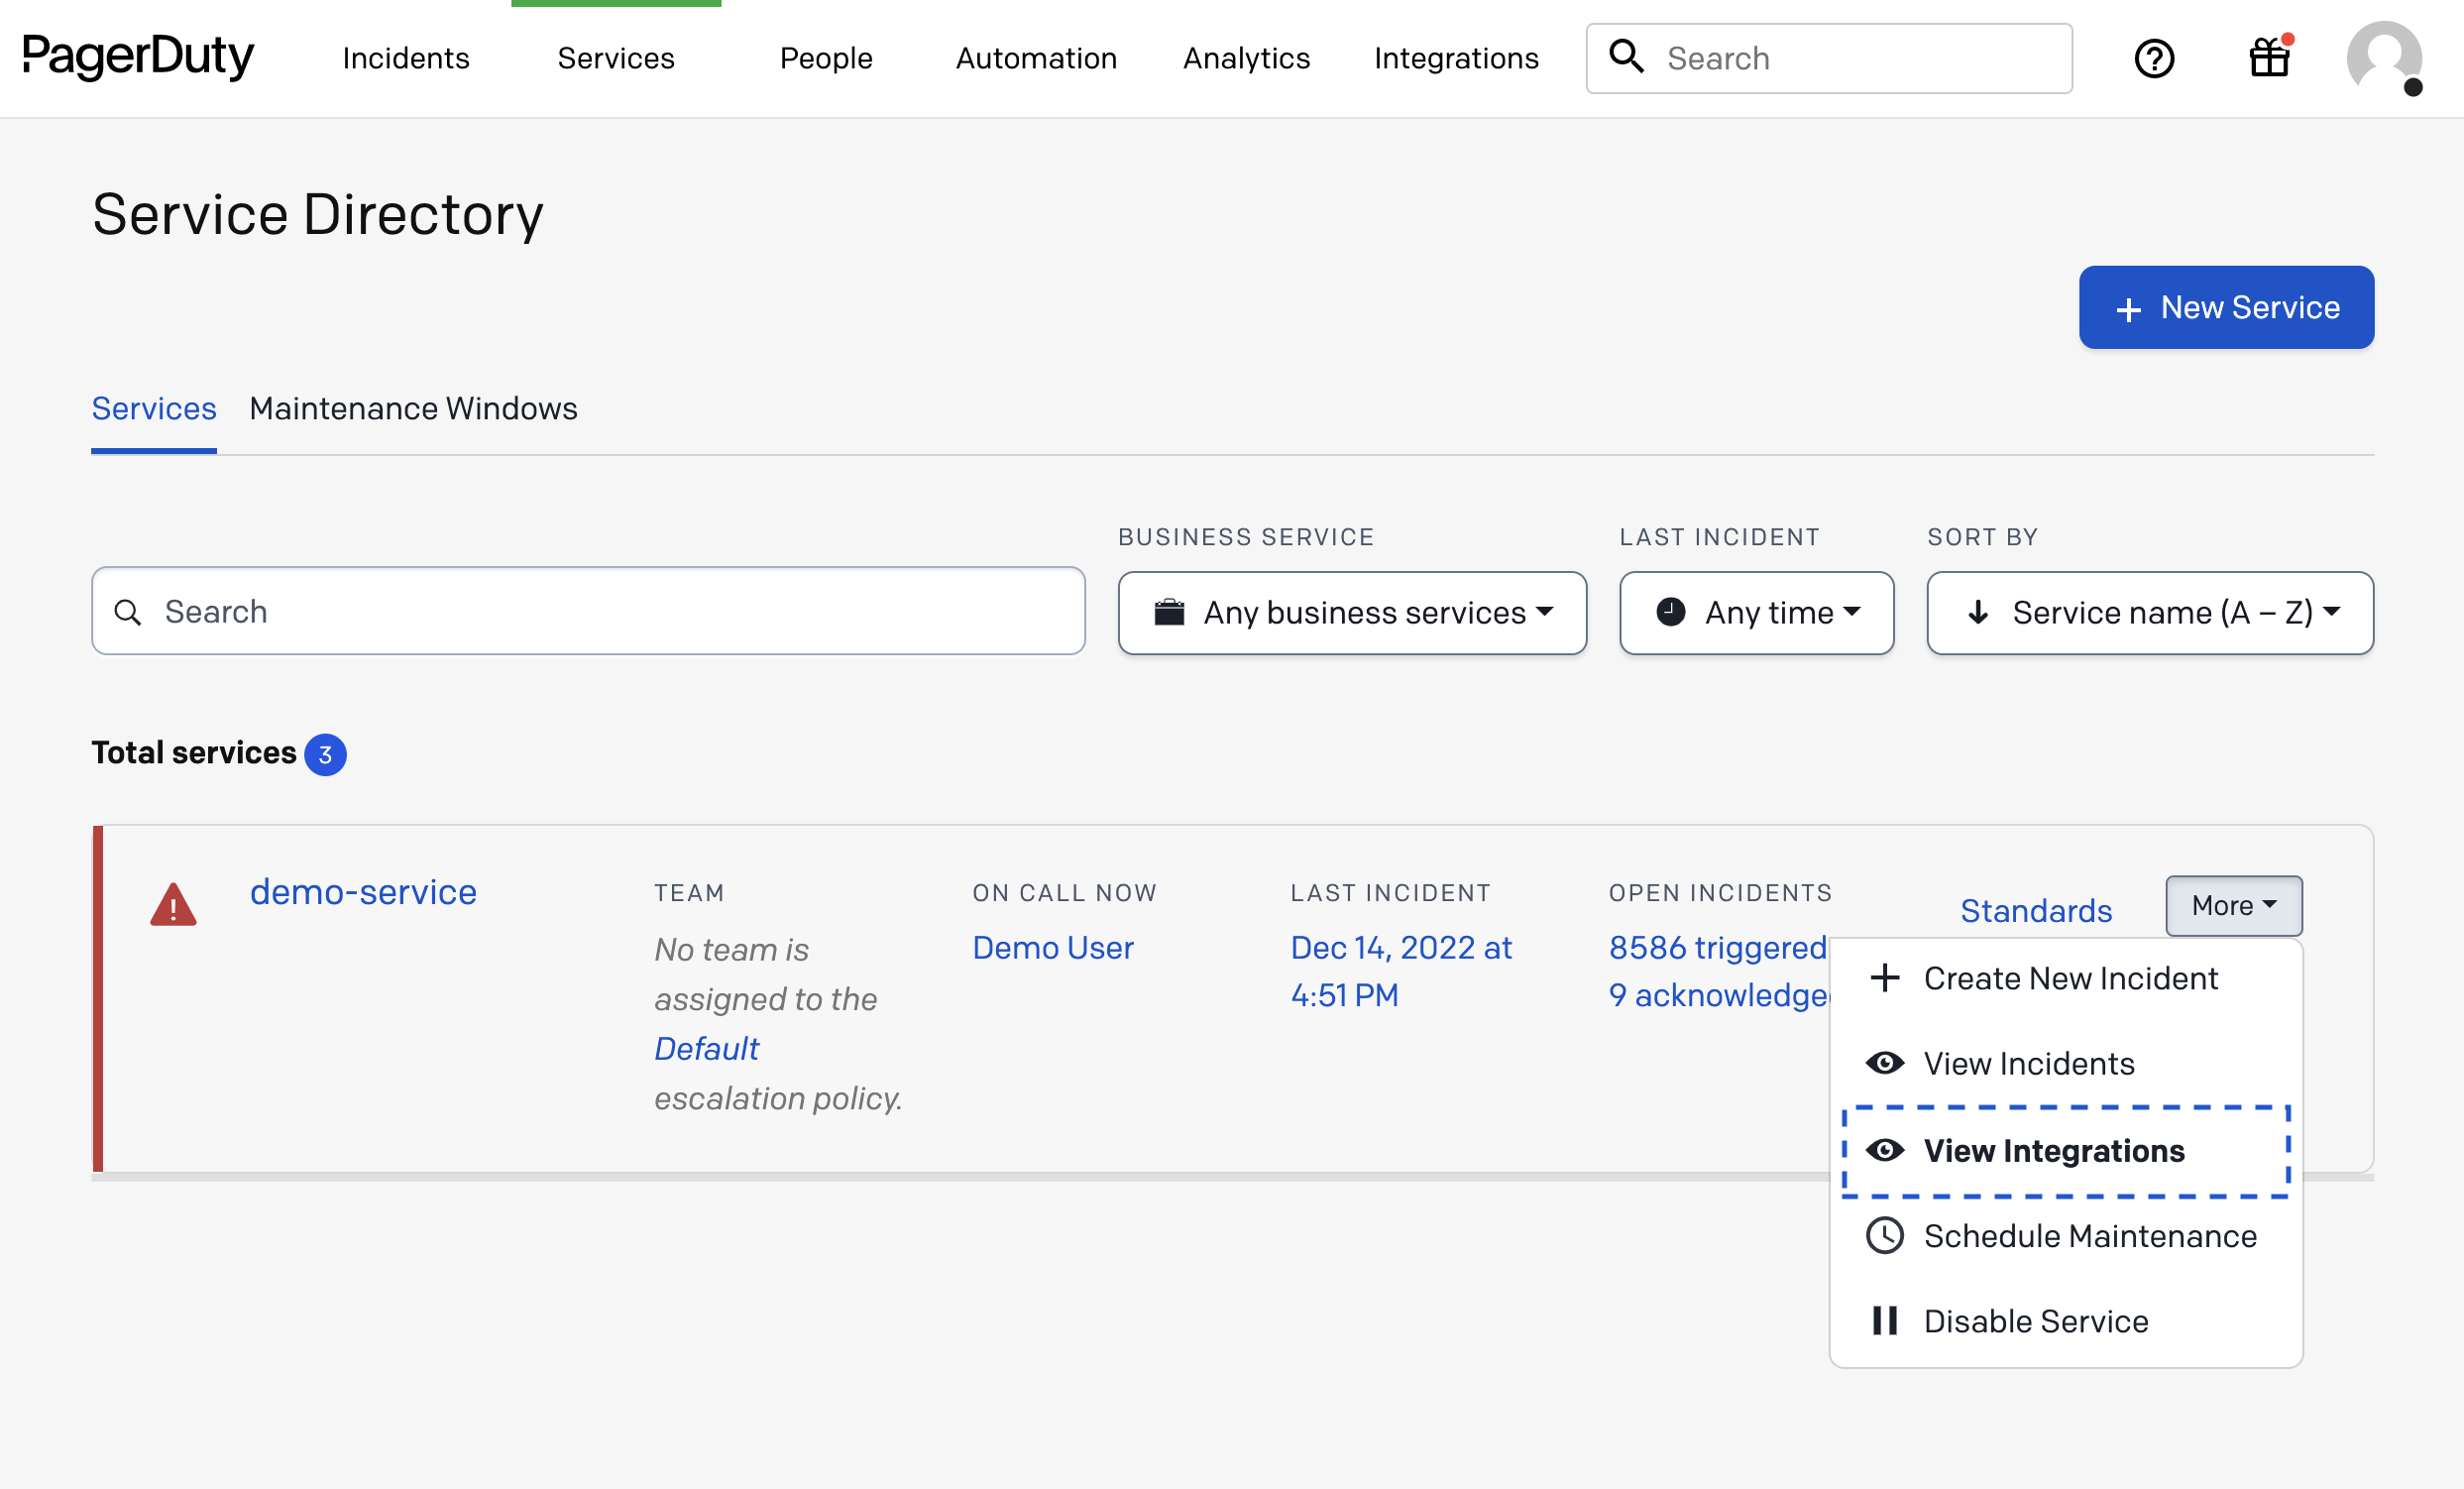 PagerDuty Incidents Services People Automation Analytics Integrations Search
Service Directory
New Service
Services Maintenance Windows
BUSINESS SERVICE LAST INCIDENT SORT BY
Search Any business services Any time Service name (A – Z)
Total services 3
demo-service TEAM ON CALL NOW LAST INCIDENT OPEN INCIDENTS Standards More
No team is Demo User Dec 14, 2022 at 8586 triggered
assigned to the 4:51 PM 9 acknowledge
Default
escalation policy.
Create New Incident
View Incidents
View Integrations
Schedule Maintenance
Disable Service